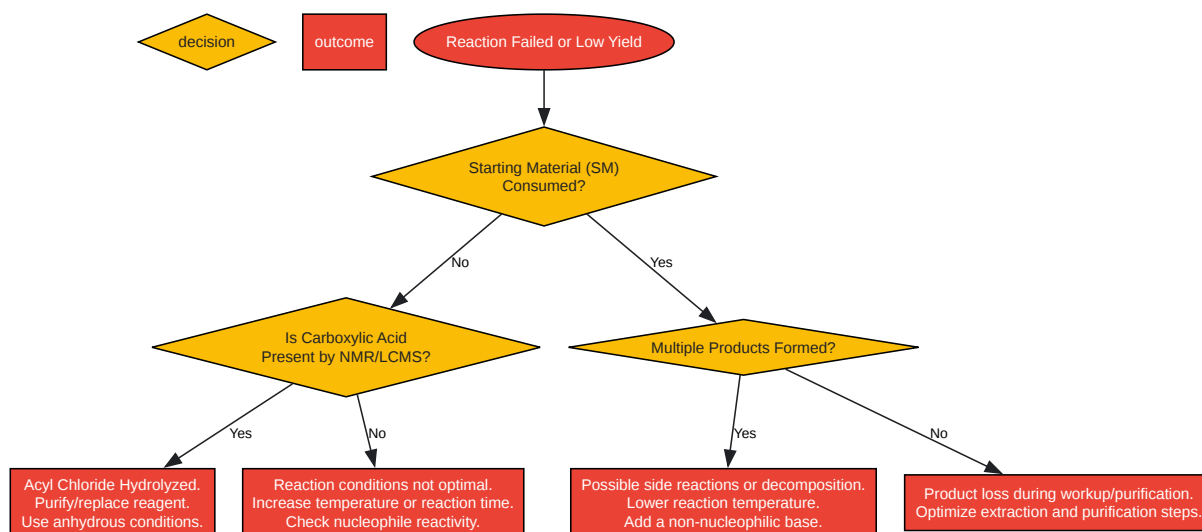 decision
outcome
Reaction Failed or Low Yield
Starting Material (SM)
Consumed?
No
Yes
Is Carboxylic Acid
Present by NMR/LCMS?
Multiple Products Formed?
Yes
No
Yes
No
Acyl Chloride Hydrolyzed.
Purify/replace reagent.
Use anhydrous conditions.
Reaction conditions not optimal.
Increase temperature or reaction time.
Check nucleophile reactivity.
Possible side reactions or decomposition.
Lower reaction temperature.
Add a non-nucleophilic base.
Product loss during workup/purification.
Optimize extraction and purification steps.